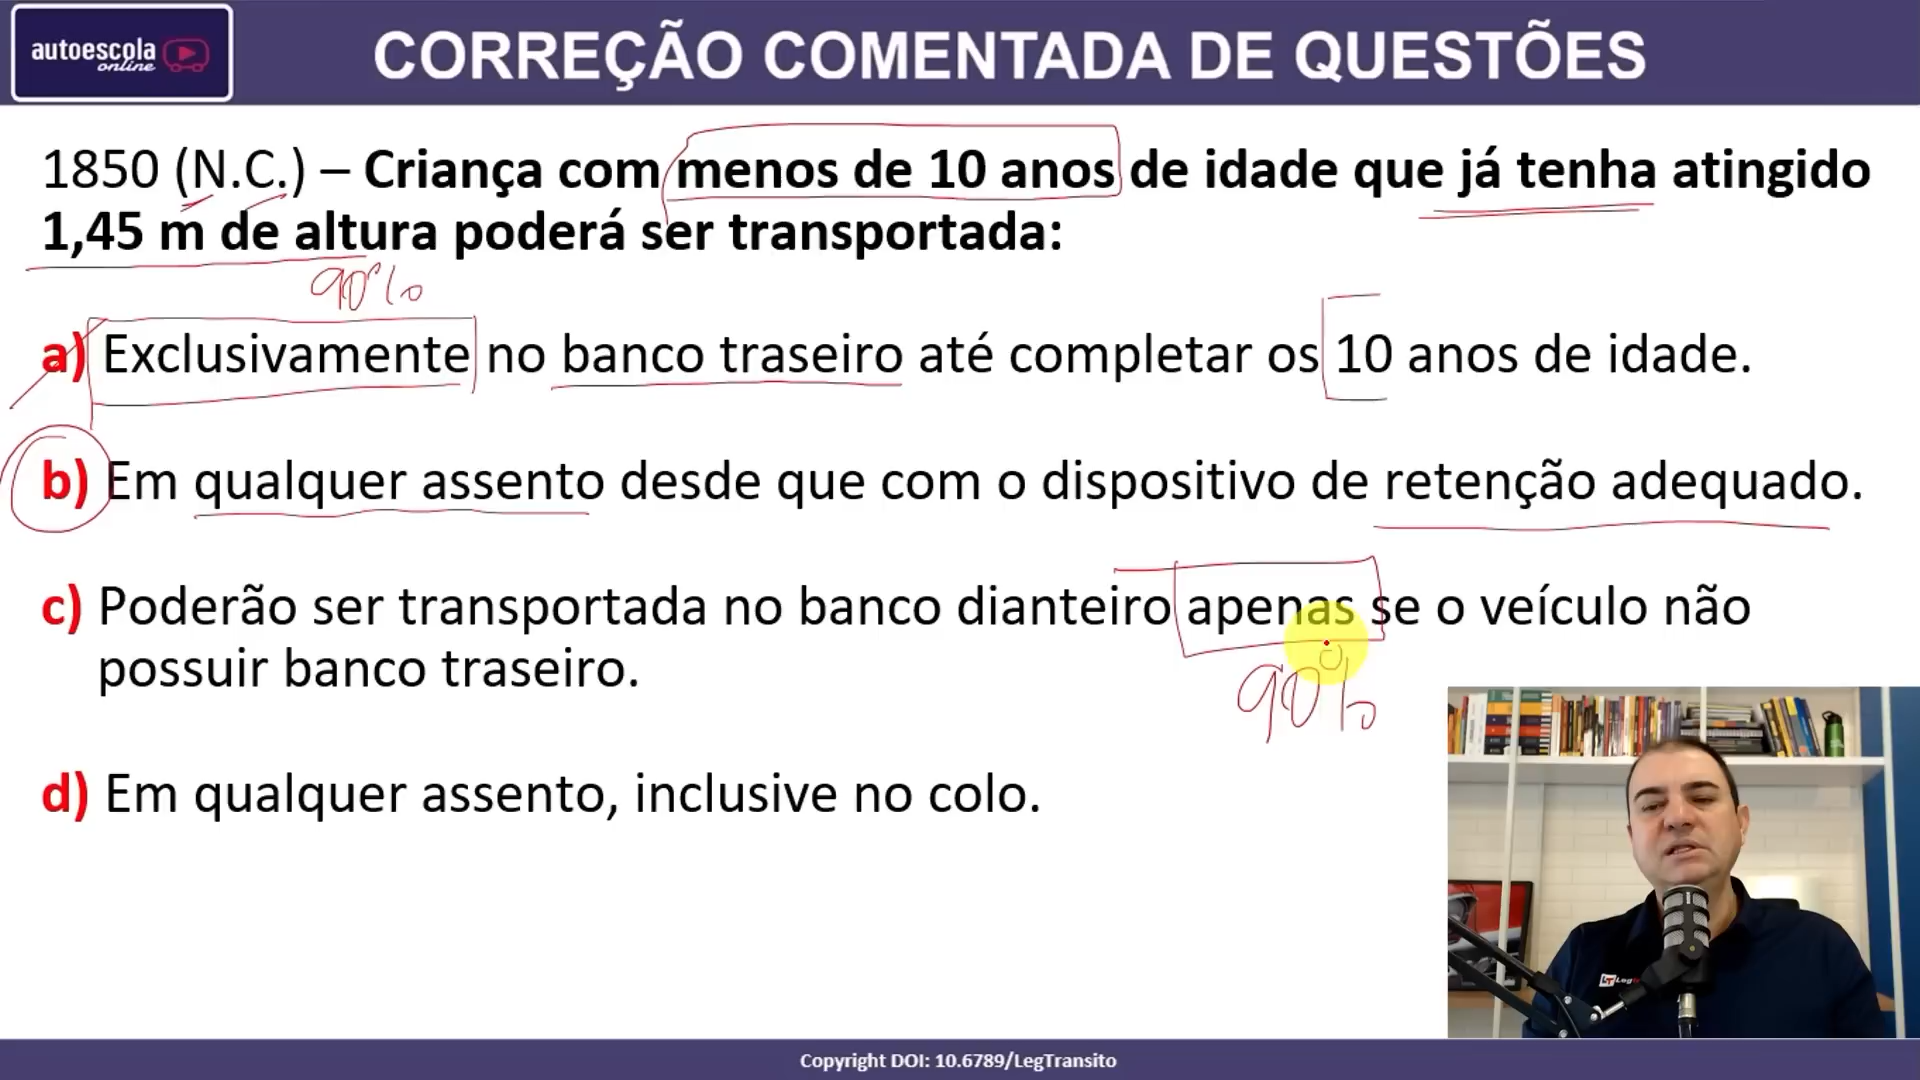 autoescola
online
CORREÇÃO COMENTADA DE QUESTÕES
1850 (N.C.) – Criança com menos de 10 anos de idade que já tenha atingido
1,45 m de altura poderá ser transportada:
90%
a) Exclusivamente no banco traseiro até completar os 10 anos de idade.
b) Em qualquer assento desde que com o dispositivo de retenção adequado.
c) Poderão ser transportada no banco dianteiro apenas se o veículo não
possuir banco traseiro.
90%
d) Em qualquer assento, inclusive no colo.
Copyright DOI: 10.6789/LegTransito